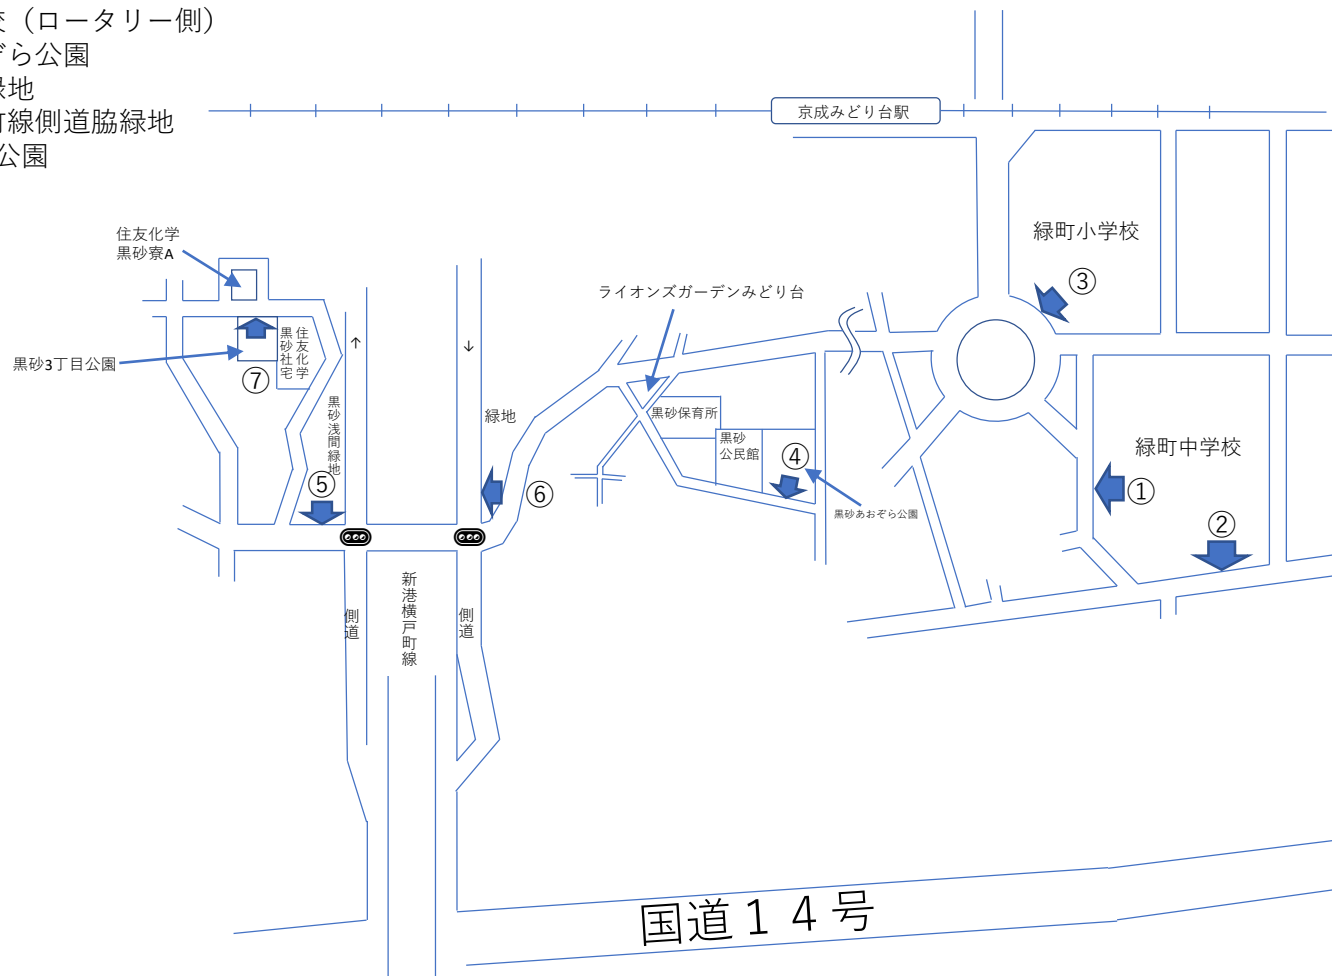 （ロータリー側）
ら公園
緑地
町線側道脇緑地
公園
京成みどり台駅
緑町小学校
③
住友化学
黒砂寮A
ライオンズガーデンみどり台
↑
↓
住友化学
黒砂社宅
黒砂3丁目公園
⑦
黒砂浅間緑地
緑地
黒砂保育所
黒砂
公民館
④
緑町中学校
①
⑤
⑥
黒砂あおぞら公園
②
側道
新港横戸町線
側道
国道１４号